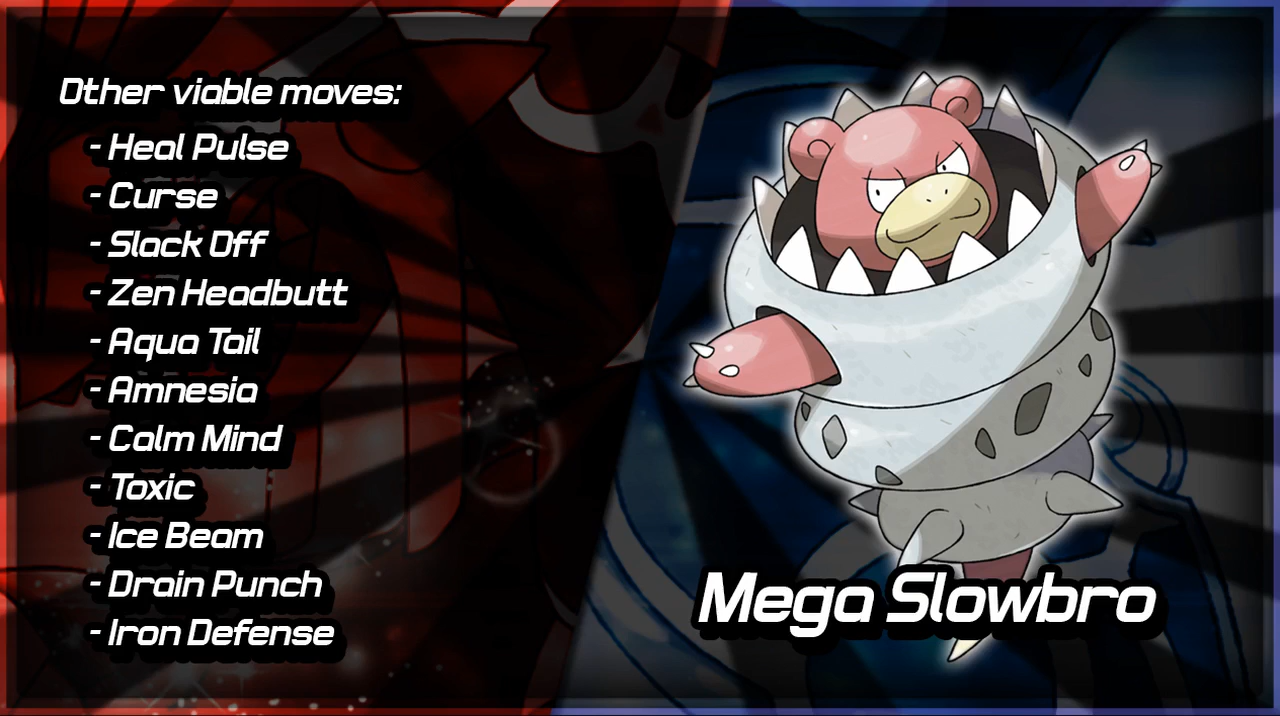 Other viable moves:
- Heal Pulse
- Curse
- Slack Off
- Zen Headbutt
- Aqua Tail
- Amnesia
- Calm Mind
- Toxic
- Ice Beam
- Drain Punch
- Iron Defense
Mega Slowbro